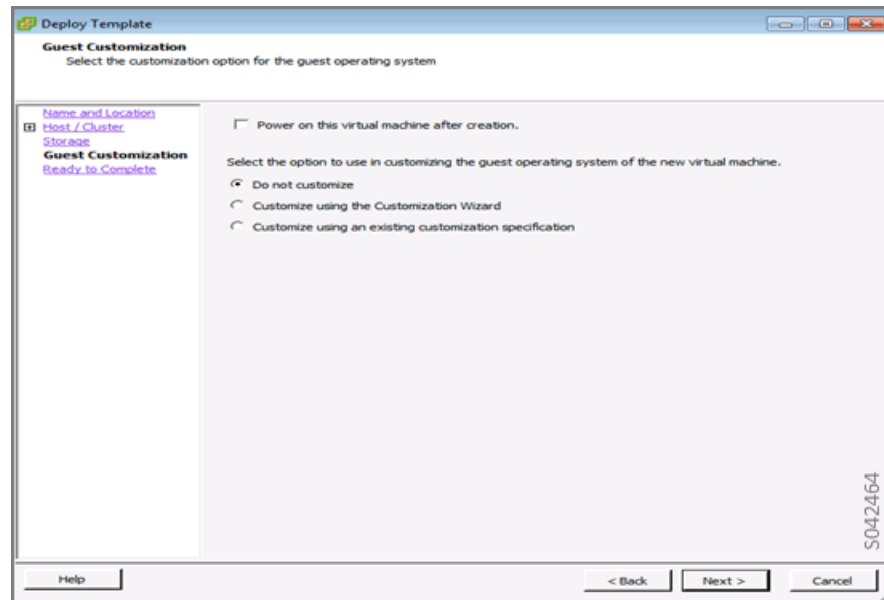 Deploy Template
Guest Customization
Select the customization option for the guest operating system
Name and Location
Host / Cluster
Storage
Guest Customization
Ready to Complete
Power on this virtual machine after creation.
Select the option to use in customizing the guest operating system of the new virtual machine.
Do not customize
Customize using the Customization Wizard
Customize using an existing customization specification
S042464
Help
< Back
Next >
Cancel